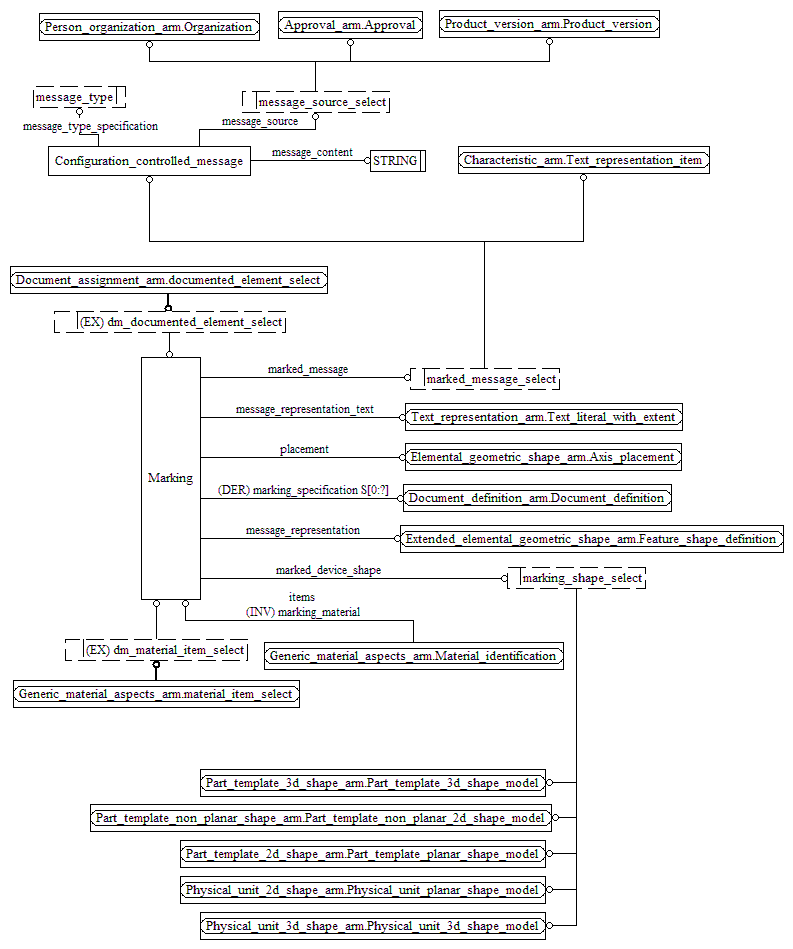 Person_organization_arm.Organization
Approval_arm.Approval
Product_version_arm.Product_version
message_type
message_source_select
message_type_specification
message_source
Configuration_controlled_message
message_content
STRING
Characteristic_arm.Text_representation_item
Document_assignment_arm.documented_element_select
(EX) dm_documented_element_select
marked_message
marked_message_select
message_representation_text
Text_representation_arm.Text_literal_with_extent
placement
Elemental_geometric_shape_arm.Axis_placement
Marking
(DER) marking_specification S[0:?]
Document_definition_arm.Document_definition
message_representation
Extended_elemental_geometric_shape_arm.Feature_shape_definition
marked_device_shape
marking_shape_select
items
(INV) marking_material
(EX) dm_material_item_select
Generic_material_aspects_arm.Material_identification
Generic_material_aspects_arm.material_item_select
Part_template_3d_shape_arm.Part_template_3d_shape_model
Part_template_non_planar_shape_arm.Part_template_non_planar_2d_shape_model
Part_template_2d_shape_arm.Part_template_planar_shape_model
Physical_unit_2d_shape_arm.Physical_unit_planar_shape_model
Physical_unit_3d_shape_arm.Physical_unit_3d_shape_model